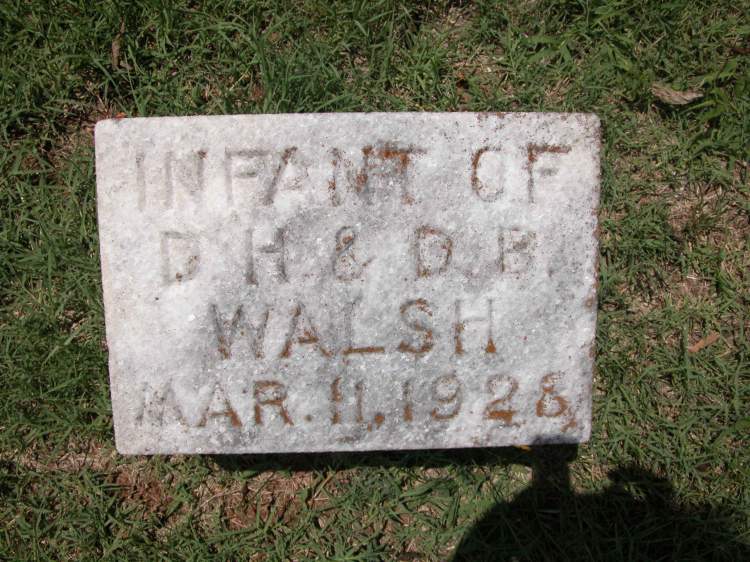 INFANT OF
D.H. & D.B.
WALSH
MAR. 11, 1928